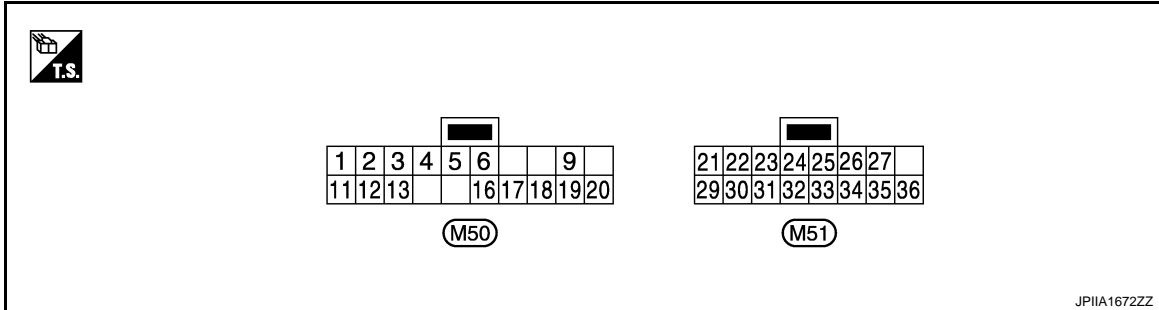 T.S.
1 2 3 4 5 6 9
11 12 13 16 17 18 19 20
M50
21 22 23 24 25 26 27
29 30 31 32 33 34 35 36
M51
JPIIA1672ZZ